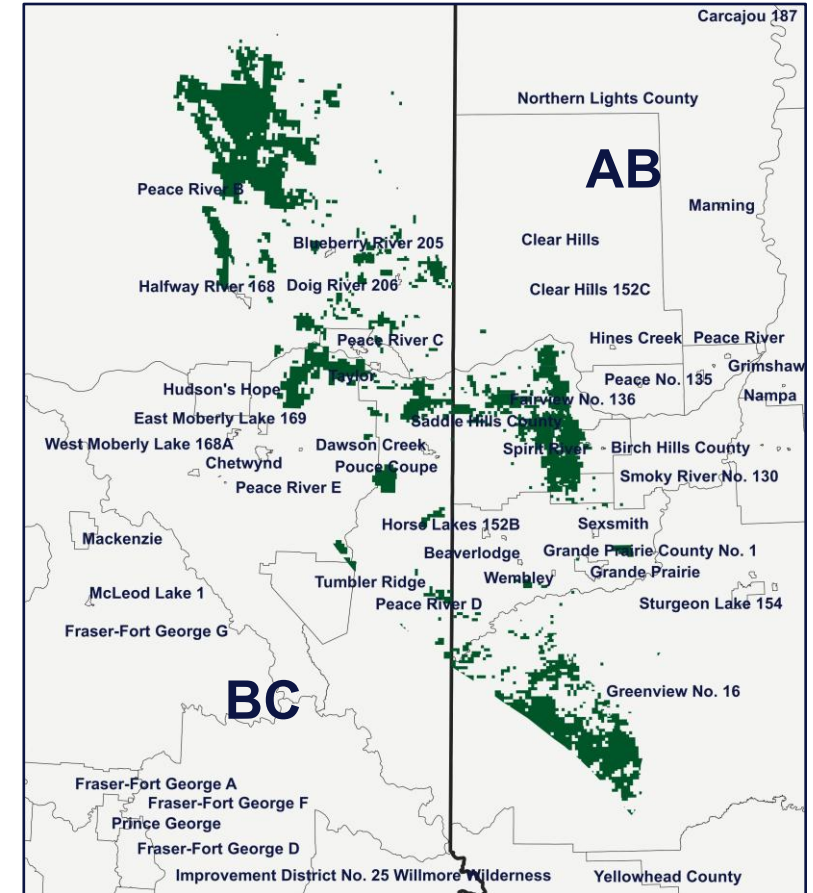 Carcajou 187
Northern Lights County
AB
Peace River B
Manning
Blueberry River 205
Clear Hills
Halfway River 168
Doig River 206
Clear Hills 152C
Peace River C
Hines Creek
Peace River
Grimshaw
Taylor
Peace No. 135
Hudson's Hope
Nampa
Fairview No. 136
East Moberly Lake 169
Saddle Hills County
West Moberly Lake 168A
Dawson Creek
Spirit River
Birch Hills County
Chetwynd
Pouce Coupe
Smoky River No. 130
Peace River E
Horse Lakes 152B
Sexsmith
Mackenzie
Beaverlodge
Grande Prairie County No. 1
Grande Prairie
Tumbler Ridge
Wembley
McLeod Lake 1
Peace River D
Sturgeon Lake 154
Fraser-Fort George G
Greenview No. 16
BC
Fraser-Fort George A
Fraser-Fort George F
Prince George
Fraser-Fort George D
Improvement District No. 25 Willmore Wilderness
Yellowhead County